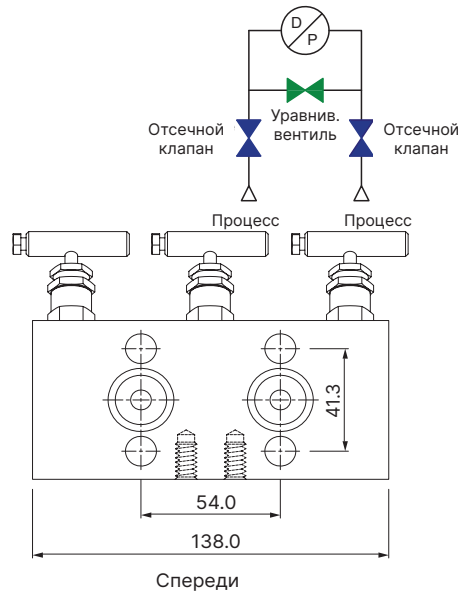 D
P
Уравнив.
вентиль
Отсечной
клапан
Отсечной
клапан
Процесс
Процесс
41.3
54.0
138.0
Спереди